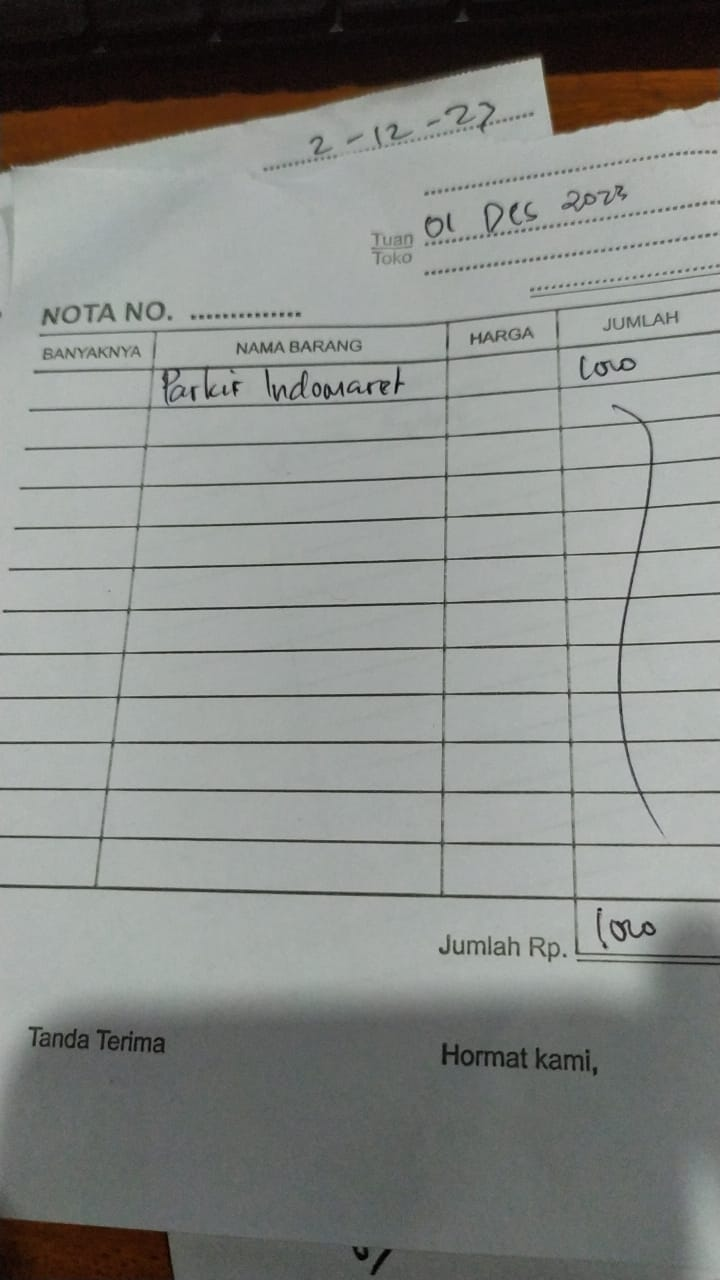 2-12-23
Tuan 01 Des 2023
Toko
NOTA NO.
BANYAKNYA NAMA BARANG HARGA JUMLAH
Parkir Indomaret 1000
Jumlah Rp. 1000
Tanda Terima Hormat kami,